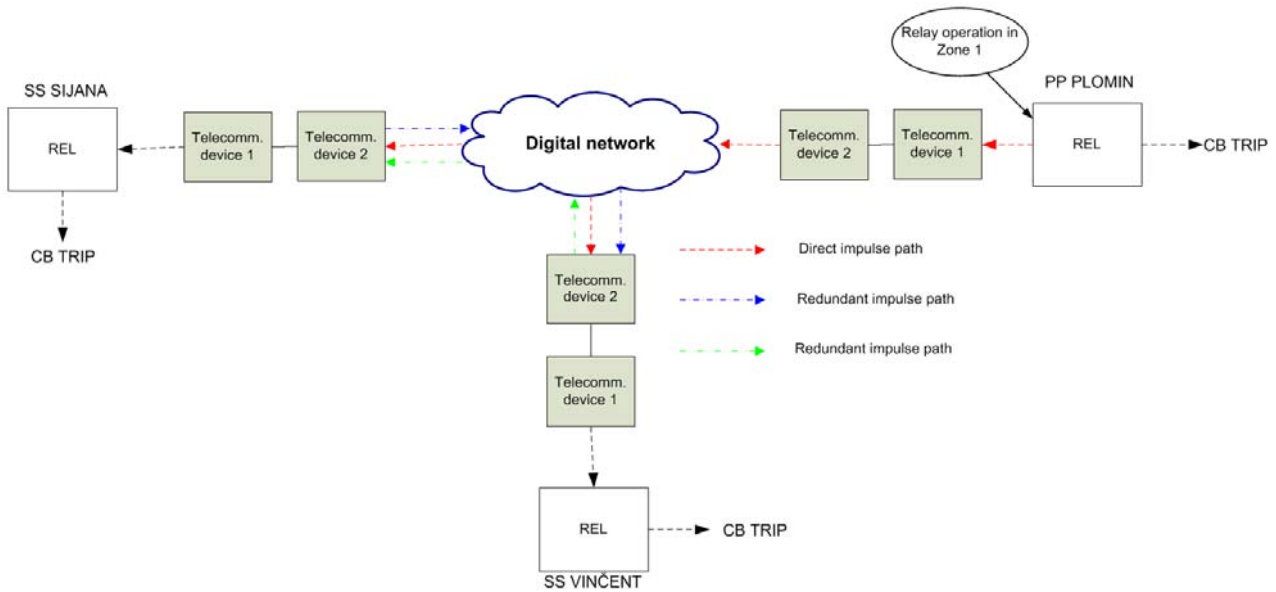 Relay operation in
Zone 1
SS SIJANA
PP PLOMIN
REL
Telecomm.
device 1
Telecomm.
device 2
Digital network
Telecomm.
device 2
Telecomm.
device 1
REL
CB TRIP
CB TRIP
Telecomm.
device 2
Direct impulse path
Redundant impulse path
Redundant impulse path
Telecomm.
device 1
REL
CB TRIP
SS VINČENT